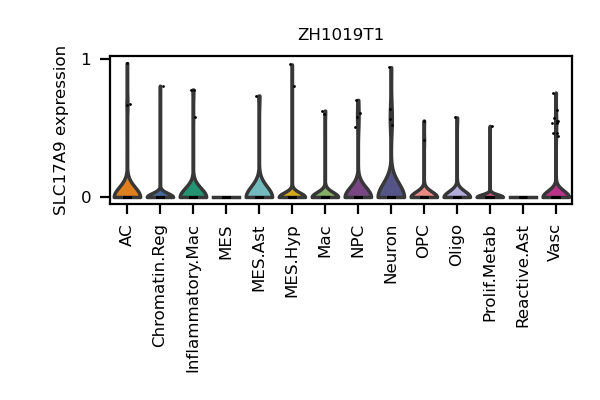 ZH1019T1
SLC17A9 expression
1
0
AC
Chromatin.Reg
Inflammatory.Mac
MES
MES.Ast
MES.Hyp
Mac
NPC
Neuron
OPC
Oligo
Prolif.Metab
Reactive.Ast
Vasc